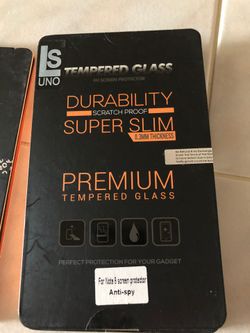 LS
UNO
TEMPERED GLASS
DURABILITY
SCRATCH PROOF
SUPER SLIM
0.3MM THICKNESS
PREMIUM
TEMPERED GLASS
PERFECT PROTECTION FOR YOUR GADGET
For Note 8 screen protector
Anti-spy